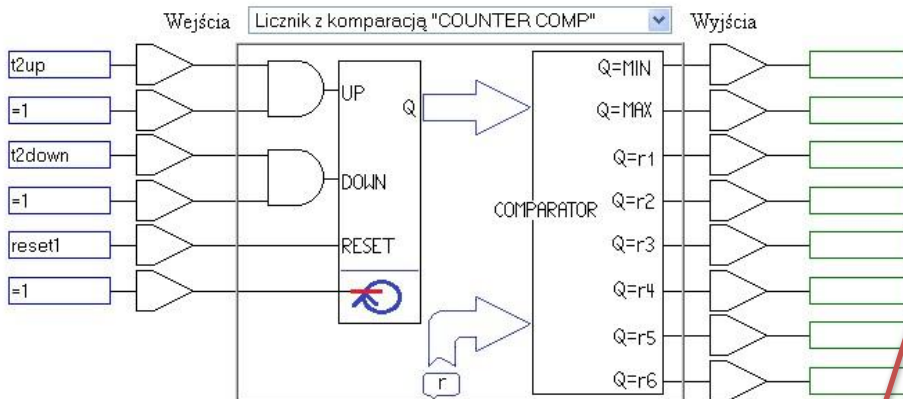 Wejścia Licznik z komparacją "COUNTER COMP" Wyjścia
t2up
=1
t2down
=1
reset1
=1
UP
DOWN
RESET
Q
r
COMPARATOR
Q=MIN
Q=MAX
Q=r1
Q=r2
Q=r3
Q=r4
Q=r5
Q=r6